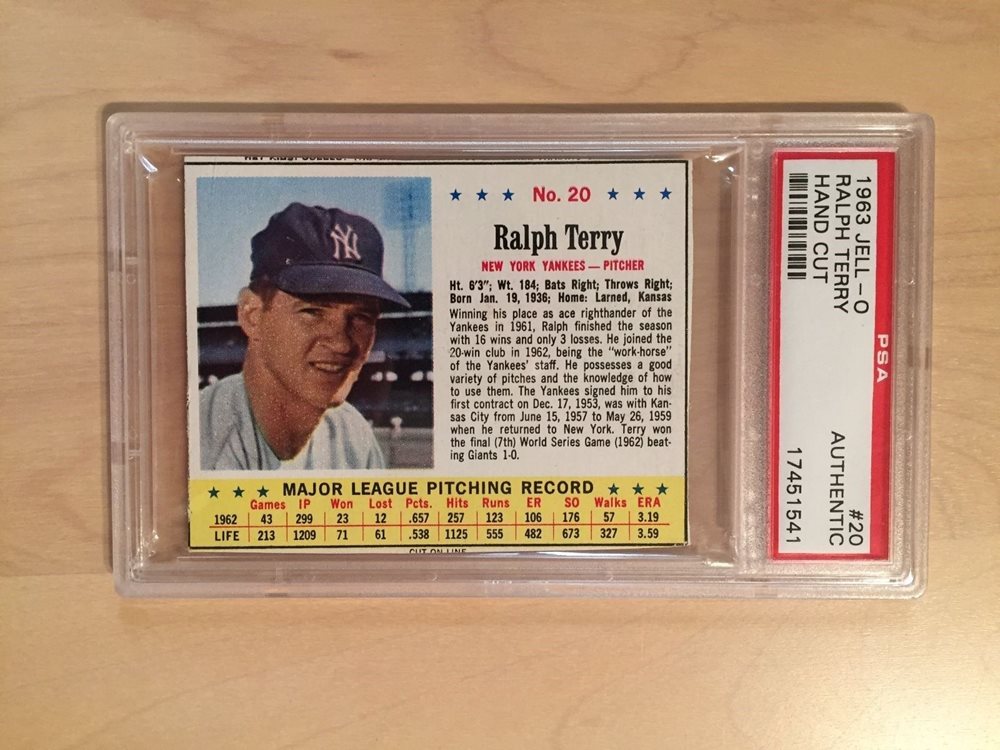 ★ ★ ★ No. 20 ★ ★ ★
Ralph Terry
NEW YORK YANKEES — PITCHER
Ht. 6'3"; Wt. 184; Bats Right; Throws Right;
Born Jan. 19, 1936; Home: Larned, Kansas
Winning his place as ace righthander of the
Yankees in 1961, Ralph finished the season
with 16 wins and only 3 losses. He joined the
20-win club in 1962, being the "work-horse"
of the Yankees' staff. He possesses a good
variety of pitches and the knowledge of how
to use them. The Yankees signed him to his
first contract on Dec. 17, 1953, was with Kan-
sas City from June 15, 1957 to May 26, 1959
when he returned to New York. Terry won
the final (7th) World Series Game (1962) beat-
ing Giants 1-0.
NY
★ ★ ★ MAJOR LEAGUE PITCHING RECORD ★ ★ ★
Games IP Won Lost Pcts. Hits Runs ER SO Walks ERA
1962 43 299 23 12 .657 257 123 106 176 57 3.19
LIFE 213 1209 71 61 .538 1125 555 482 673 327 3.59
CUT ON LINE
PSA
1963 JELL-O #20
RALPH TERRY AUTHENTIC
HAND CUT
17451541